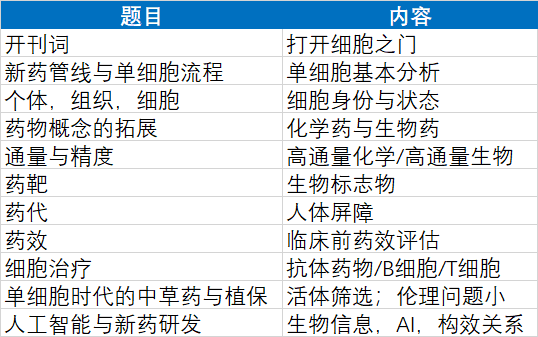 题目 内容
开刊词 打开细胞之门
新药管线与单细胞流程 单细胞基本分析
个体，组织，细胞 细胞身份与状态
药物概念的拓展 化学药与生物药
通量与精度 高通量化学/高通量生物
药靶 生物标志物
药代 人体屏障
药效 临床前药效评估
细胞治疗 抗体药物/B细胞/T细胞
单细胞时代的中草药与植保 活体筛选；伦理问题小
人工智能与新药研发 生物信息，AI，构效关系